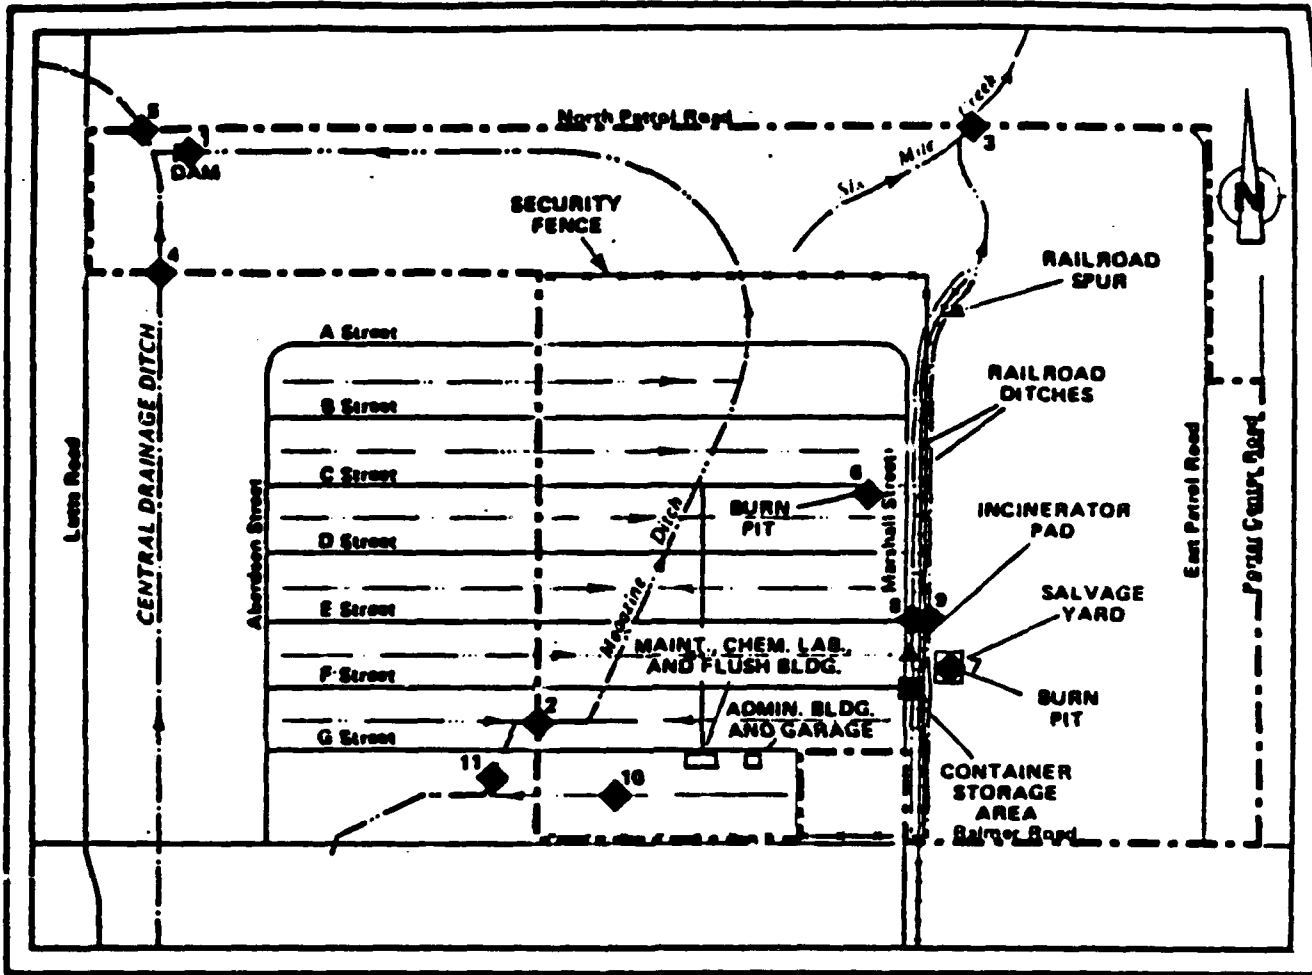 5
North Patrol Road
Creek
3
Mile
Six
DAM
SECURITY
FENCE
N
4
RAILROAD
SPUR
A Street
RAILROAD
DITCHES
B Street
CENTRAL DRAINAGE DITCH
Aberdeen Street
C Street
6
BURN
PIT
Marshall Street
East Patrol Road
Porter Center Road
Ditch
Magazine
INCINERATOR
PAD
D Street
E Street
8
9
SALVAGE
YARD
MAINT., CHEM. LAB.,
AND FLUSH BLDG.
F Street
BURN
PIT
2
ADMIN. BLDG.
AND GARAGE
G Street
11
10
CONTAINER
STORAGE
AREA
Balmer Road